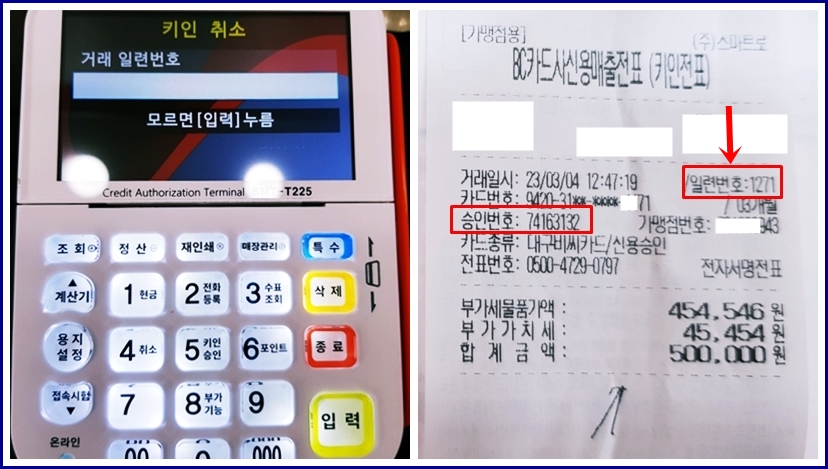 키인 취소
거래 일련번호
모르면[입력]누름
Credit Authorization Terminal
-T225
조회
정산
재인쇄
매장관리
특수
계산기
1 현금
2 전화등록
3 수표조회
삭제
용지설정
4 취소
5 키인승인
6 포인트
종료
접속시험
7
8 부가기능
9
입력
온라인
00
0
000
[가맹점용]
(주)스마트로
BC카드사신용매출전표(키인전표)
거래일시: 23/03/04 12:47:19 /일련번호:1271
카드번호: 9420-31**-**** 71 / 03개월
승인번호: 74163132 가맹점번호: 943
카드종류: 대구비씨카드/신용승인
전표번호: 0500-4729-0797 전자서명전표
부가세물품가액 : 454,546 원
부 가 가 치 세 : 45,454 원
합 계 금 액 : 500,000 원